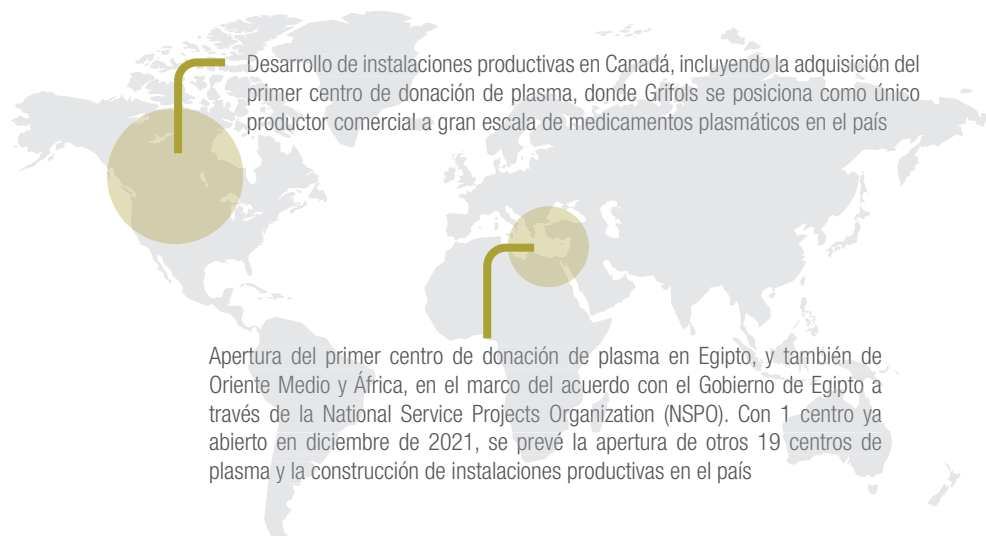 Desarrollo de instalaciones productivas en Canadá, incluyendo la adquisición del
primer centro de donación de plasma, donde Grifols se posiciona como único
productor comercial a gran escala de medicamentos plasmáticos en el país
Apertura del primer centro de donación de plasma en Egipto, y también de
Oriente Medio y África, en el marco del acuerdo con el Gobierno de Egipto a
través de la National Service Projects Organization (NSPO). Con 1 centro ya
abierto en diciembre de 2021, se prevé la apertura de otros 19 centros de
plasma y la construcción de instalaciones productivas en el país